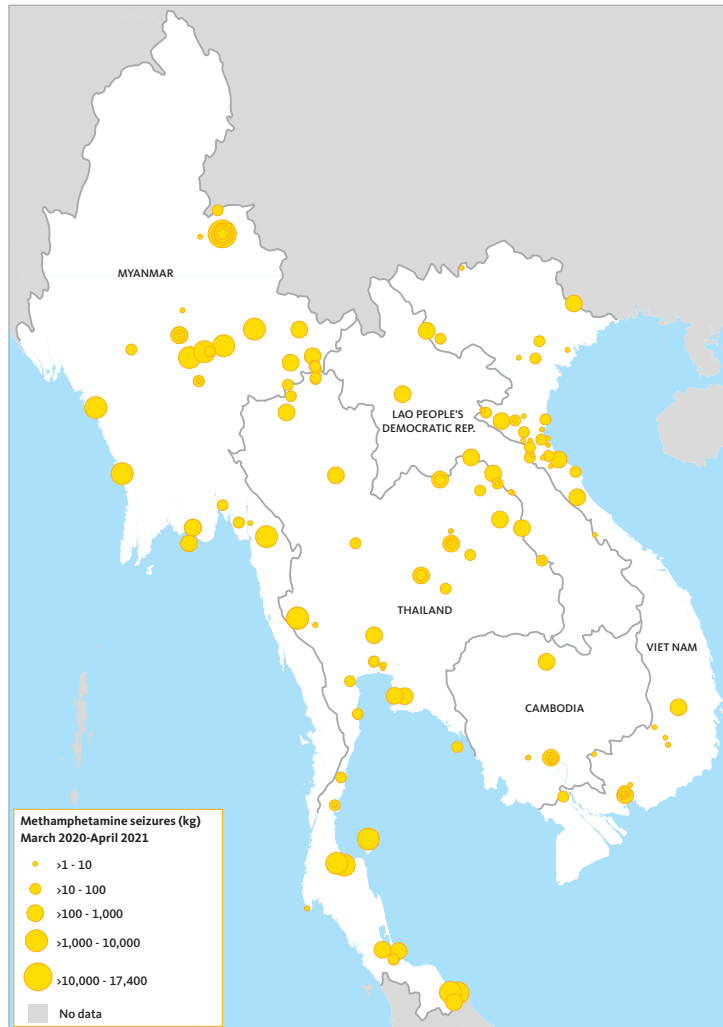 MYANMAR
LAO PEOPLE'S
DEMOCRATIC REP.
THAILAND
VIET NAM
CAMBODIA
Methamphetamine seizures (kg)
March 2020-April 2021
>1 - 10
>10 - 100
>100 - 1,000
>1,000 - 10,000
>10,000 - 17,400
No data